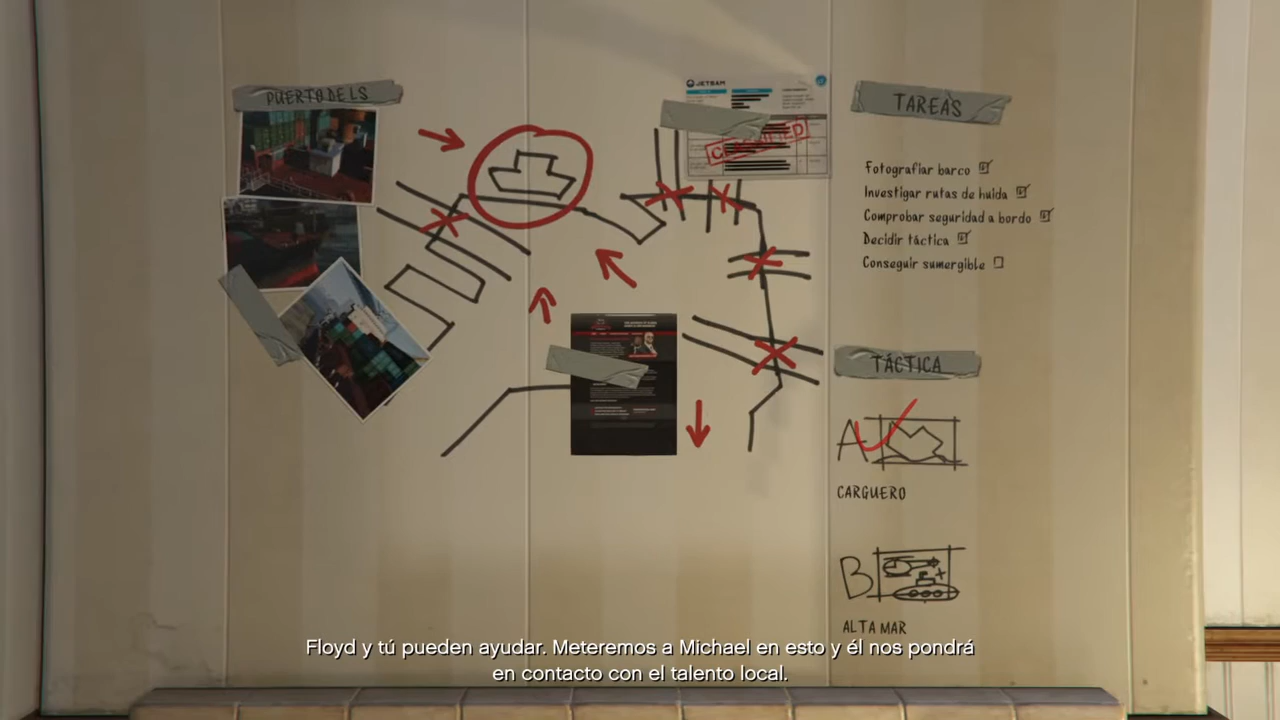 PUERTO DE LS
JETSAM
CLASSIFIED
TAREAS
Fotografiar barco
Investigar rutas de huida
Comprobar seguridad a bordo
Decidir táctica
Conseguir sumergible
TÁCTICA
A
CARGUERO
B
ALTA MAR
Floyd y tú pueden ayudar. Meteremos a Michael en esto y él nos pondrá
en contacto con el talento local.